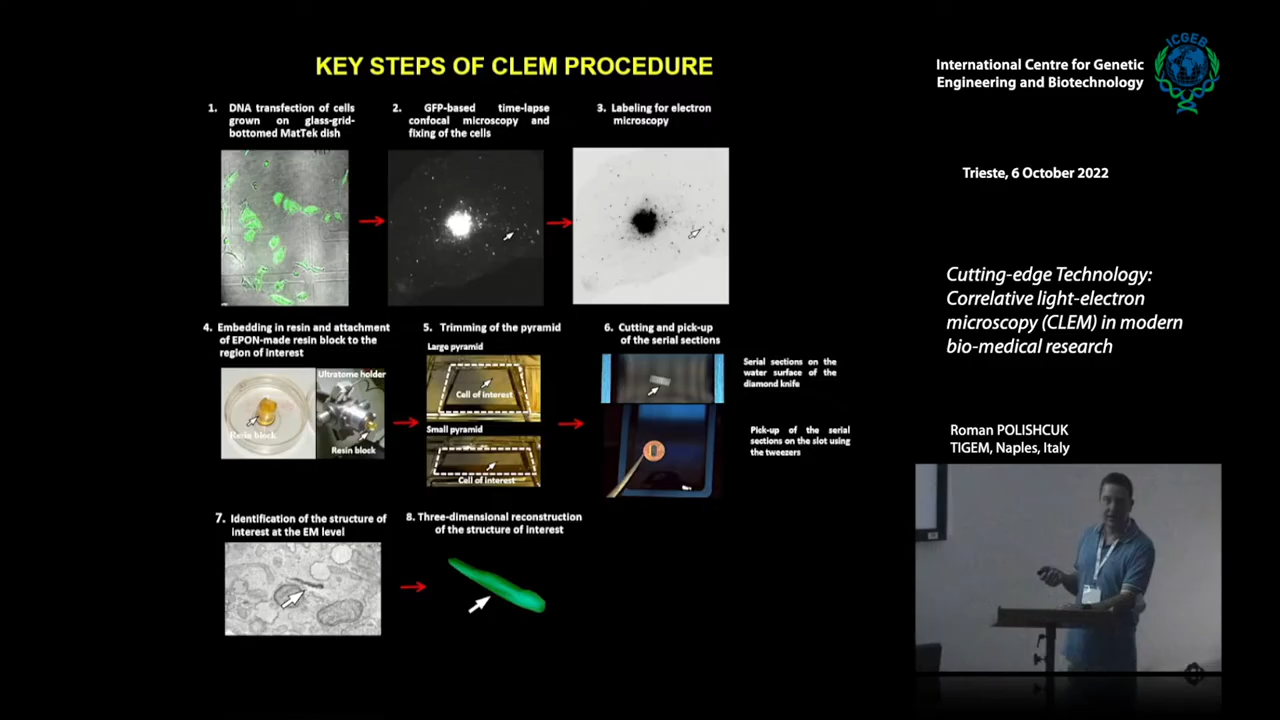 KEY STEPS OF CLEM PROCEDURE
1. DNA transfection of cells
grown on glass-grid-
bottomed MatTek dish
2. GFP-based time-lapse
confocal microscopy and
fixing of the cells
3. Labeling for electron
microscopy
4. Embedding in resin and attachment
of EPON-made resin block to the
region of interest
Resin block
Ultratome holder
Resin block
5. Trimming of the pyramid
Large pyramid
Cell of interest
Small pyramid
Cell of interest
6. Cutting and pick-up
of the serial sections
Serial sections on the
water surface of the
diamond knife
Pick-up of the serial
sections on the slot using
the tweezers
7. Identification of the structure of
interest at the EM level
8. Three-dimensional reconstruction
of the structure of interest
International Centre for Genetic
Engineering and Biotechnology
ICGEB
Trieste, 6 October 2022
Cutting-edge Technology:
Correlative light-electron
microscopy (CLEM) in modern
bio-medical research
Roman POLISHCUK
TIGEM, Naples, Italy